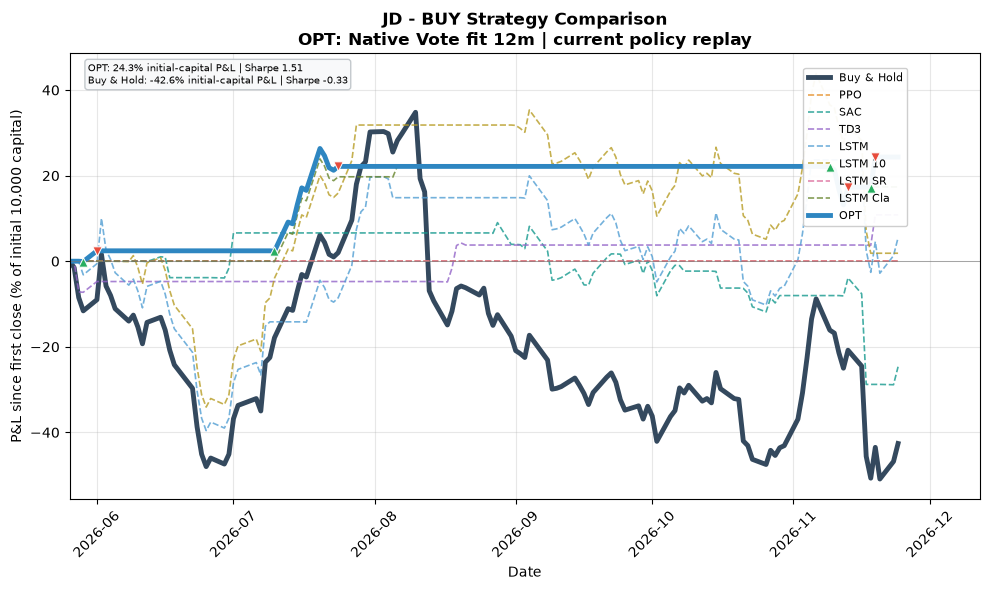 JD - BUY Strategy Comparison
OPT: Native Vote fit 12m | current policy replay
OPT: 24.3% initial-capital P&L | Sharpe 1.51
Buy & Hold: -42.6% initial-capital P&L | Sharpe -0.33
Buy & Hold
PPO
SAC
TD3
LSTM
LSTM 10
LSTM SR
LSTM Cla
OPT
P&L since first close (% of initial 10,000 capital)
40
20
0
−20
−40
2026-06
2026-07
2026-08
2026-09
2026-10
2026-11
2026-12
Date